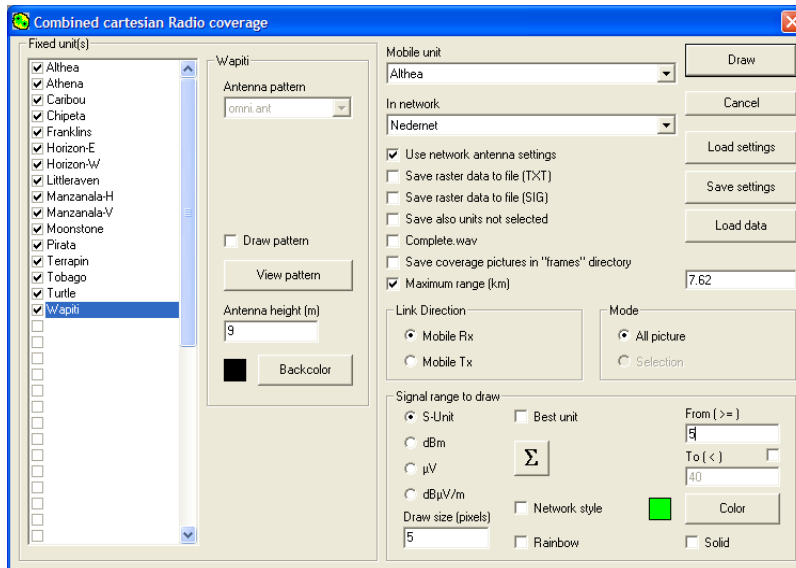 Combined cartesian Radio coverage
Fixed unit(s)
Althea
Athena
Caribou
Chipeta
Franklins
Horizon-E
Horizon-W
Littleraven
Manzanala-H
Manzanala-V
Moonstone
Pirata
Terrapin
Tobago
Turtle
Wapiti
Wapiti
Antenna pattern
omni.ant
Draw pattern
View pattern
Antenna height (m)
9
Backcolor
Mobile unit
Althea
In network
Nedernet
Use network antenna settings
Save raster data to file (TXT)
Save raster data to file (SIG)
Save also units not selected
Complete.wav
Save coverage pictures in "frames" directory
Maximum range (km)
7.62
Draw
Cancel
Load settings
Save settings
Load data
Link Direction
Mobile Rx
Mobile Tx
Mode
All picture
Selection
Signal range to draw
S-Unit
dBm
µV
dBµV/m
Draw size (pixels)
5
Best unit
Σ
Network style
Rainbow
From ( >= )
5
To ( < )
40
Color
Solid